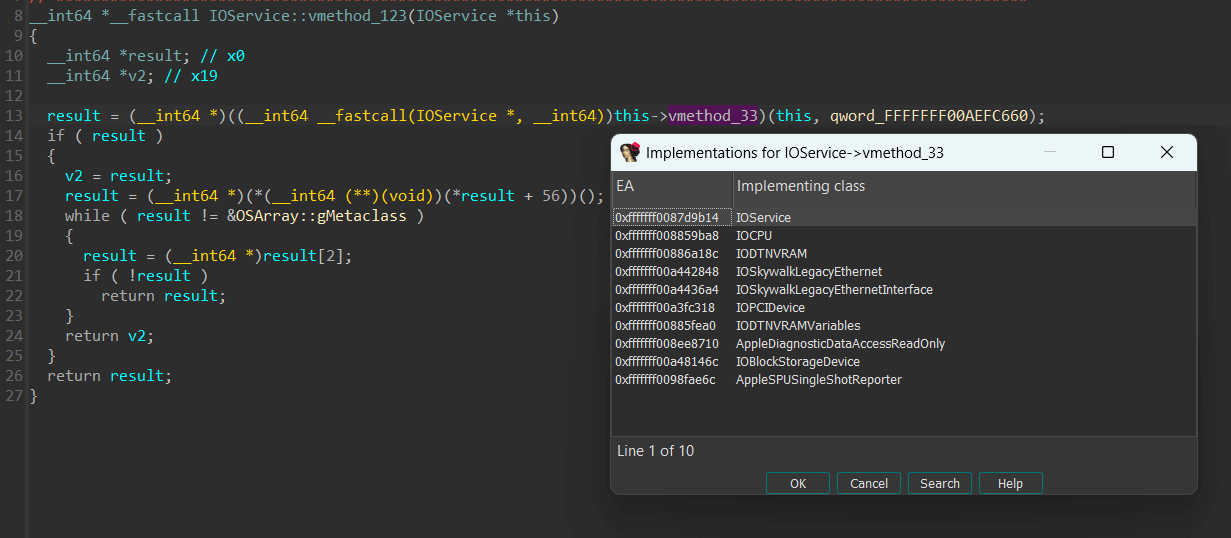 8 __int64 *__fastcall IOService::vmethod_123(IOService *this)
9 {
10 __int64 *result; // x0
11 __int64 *v2; // x19
12
13 result = (__int64 *)((__int64 __fastcall(IOService *, __int64))this->vmethod_33)(this, qword_FFFFFFF00AEFC660);
14 if ( result )
15 {
16 v2 = result;
17 result = (__int64 *)(*(__int64 (**)(void))(*result + 56))();
18 while ( result != &OSArray::gMetaclass )
19 {
20 result = (__int64 *)result[2];
21 if ( !result )
22 return result;
23 }
24 return v2;
25 }
26 return result;
27 }
Implementations for IOService->vmethod_33
EA Implementing class
0xfffffff0087d9b14 IOService
0xfffffff008859ba8 IOCPU
0xfffffff00886a18c IODTNVRAM
0xfffffff00a442848 IOSkywalkLegacyEthernet
0xfffffff00a4436a4 IOSkywalkLegacyEthernetInterface
0xfffffff00a3fc318 IOPCIDevice
0xfffffff00885fea0 IODTNVRAMVariables
0xfffffff008ee8710 AppleDiagnosticDataAccessReadOnly
0xfffffff00a48146c IOBlockStorageDevice
0xfffffff0098fae6c AppleSPUSingleShotReporter
Line 1 of 10
OK Cancel Search Help